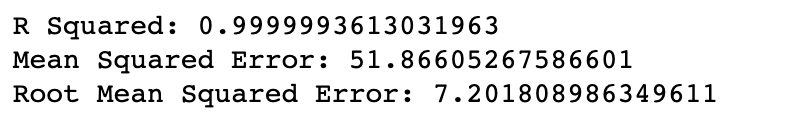 R Squared: 0.9999993613031963
Mean Squared Error: 51.86605267586601
Root Mean Squared Error: 7.201808986349611